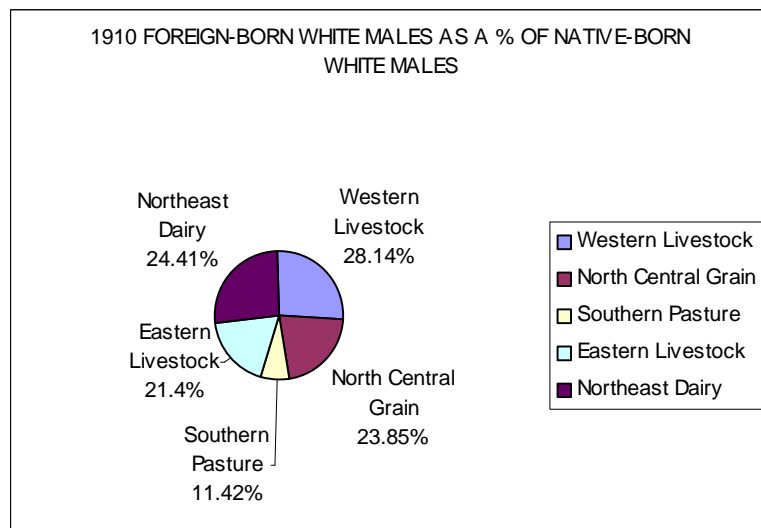 1910 FOREIGN-BORN WHITE MALES AS A % OF NATIVE-BORN
WHITE MALES
Northeast
Dairy
24.41%
Western
Livestock
28.14%
Eastern
Livestock
21.4%
North Central
Grain
23.85%
Southern
Pasture
11.42%
Western Livestock
North Central Grain
Southern Pasture
Eastern Livestock
Northeast Dairy